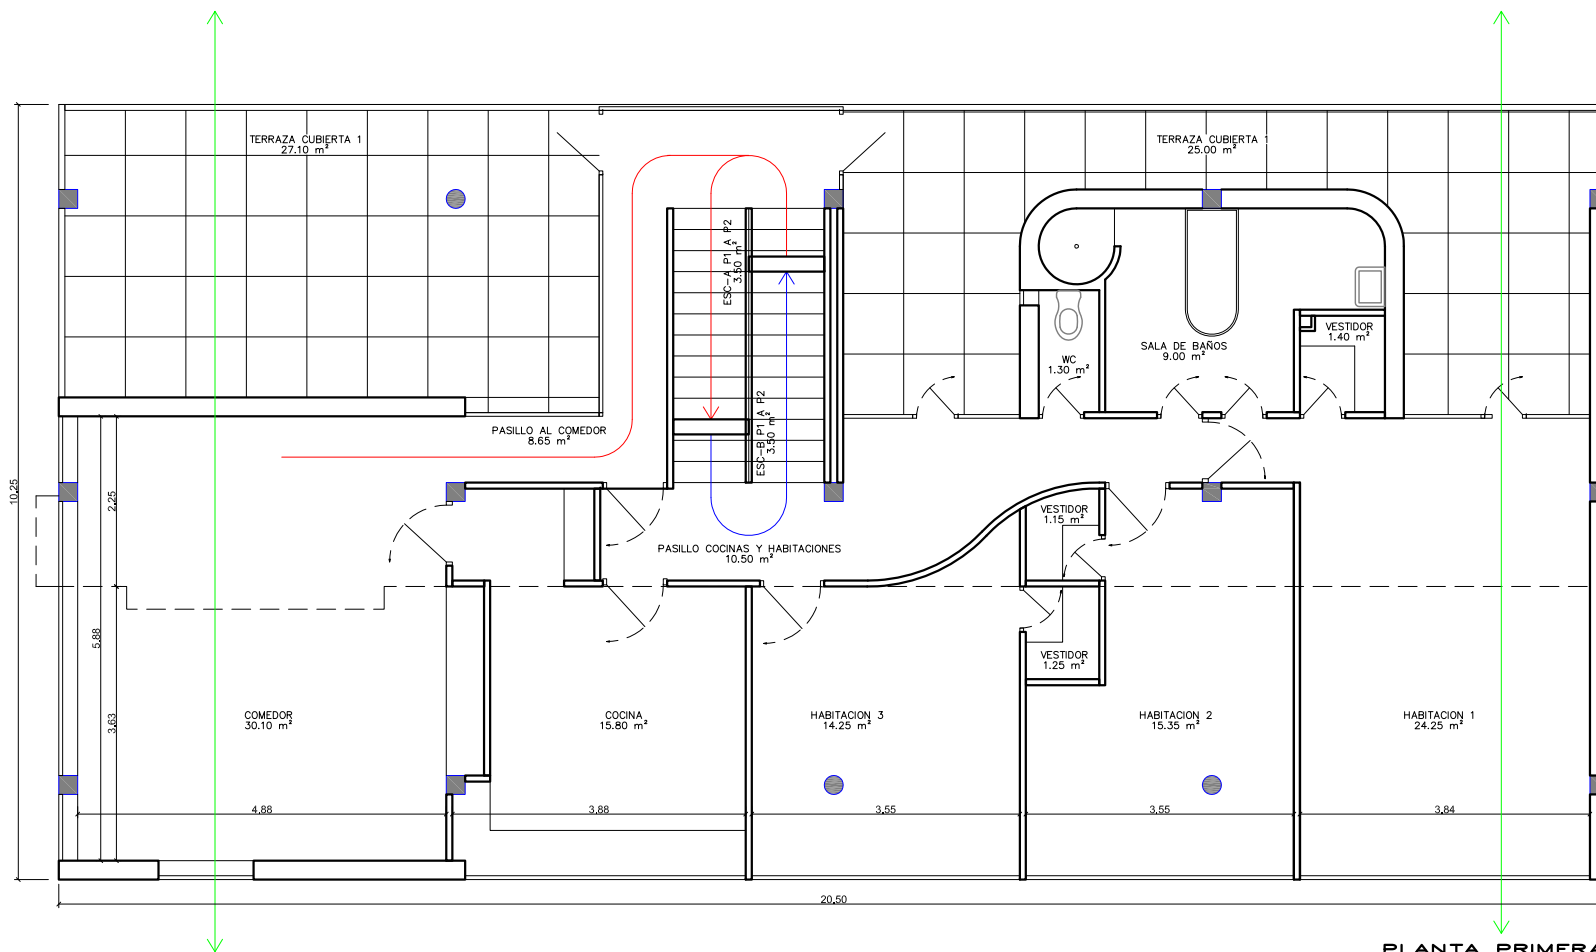 TERRAZA CUBIERTA 1
27.10 m²
TERRAZA CUBIERTA 1
25.00 m²
ESC-A P1 A P2
3.50 m²
ESC-B P1 A P2
3.50 m²
VESTIDOR
1.40 m²
SALA DE BAÑOS
9.00 m²
WC
1.30 m²
PASILLO AL COMEDOR
8.65 m²
10,25
2,25
VESTIDOR
1.15 m²
PASILLO COCINAS Y HABITACIONES
10.50 m²
5,88
VESTIDOR
1.25 m²
3,63
COMEDOR
30.10 m²
COCINA
15.80 m²
HABITACION 3
14.25 m²
HABITACION 2
15.35 m²
HABITACION 1
24.25 m²
4,88
3,88
3,55
3,55
3,84
20,50
PLANTA PRIMERA